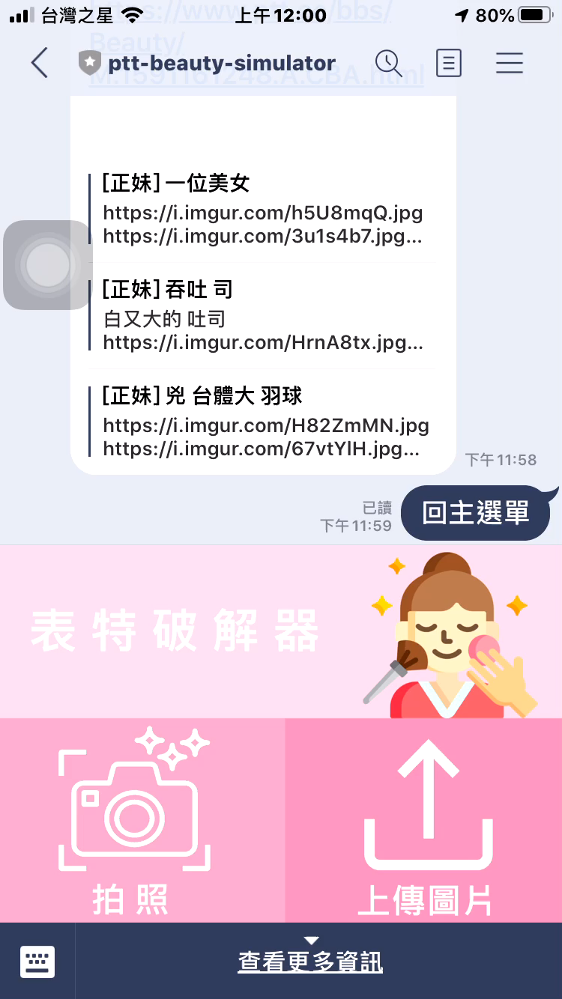 台灣之星
上午12:00
80%
https://www.ptt.cc/bbs/
Beauty/
ptt-beauty-simulator
M.1591161248.A.CBA.html
[正妹] 一位美女
https://i.imgur.com/h5U8mqQ.jpg
https://i.imgur.com/3u1s4b7.jpg...
[正妹] 吞吐 司
白又大的 吐司
https://i.imgur.com/HrnA8tx.jpg...
[正妹] 兇 台體大 羽球
https://i.imgur.com/H82ZmMN.jpg
https://i.imgur.com/67vtYlH.jpg...
下午11:58
已讀
下午11:59
回主選單
表特破解器
拍照
上傳圖片
查看更多資訊